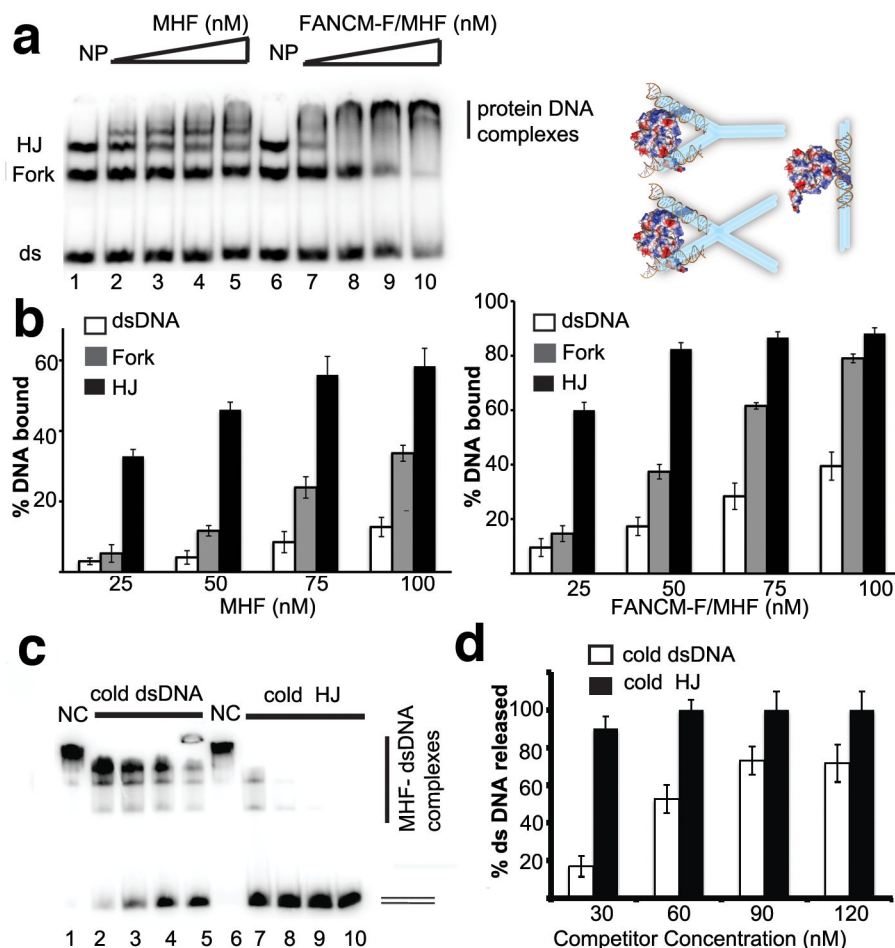 a
MHF (nM)
FANCM-F/MHF (nM)
NP
NP
protein DNA
complexes
HJ
Fork
ds
1 2 3 4 5 6 7 8 9 10
b
dsDNA
Fork
HJ
% DNA bound
60
40
20
25 50 75 100
MHF (nM)
100
80
60
40
20
dsDNA
Fork
HJ
% DNA bound
25 50 75 100
FANCM-F/MHF (nM)
c
cold dsDNA
cold HJ
NC
NC
MHF- dsDNA
complexes
1 2 3 4 5 6 7 8 9 10
d
cold dsDNA
cold HJ
% ds DNA released
100
80
60
40
20
30 60 90 120
Competitor Concentration (nM)